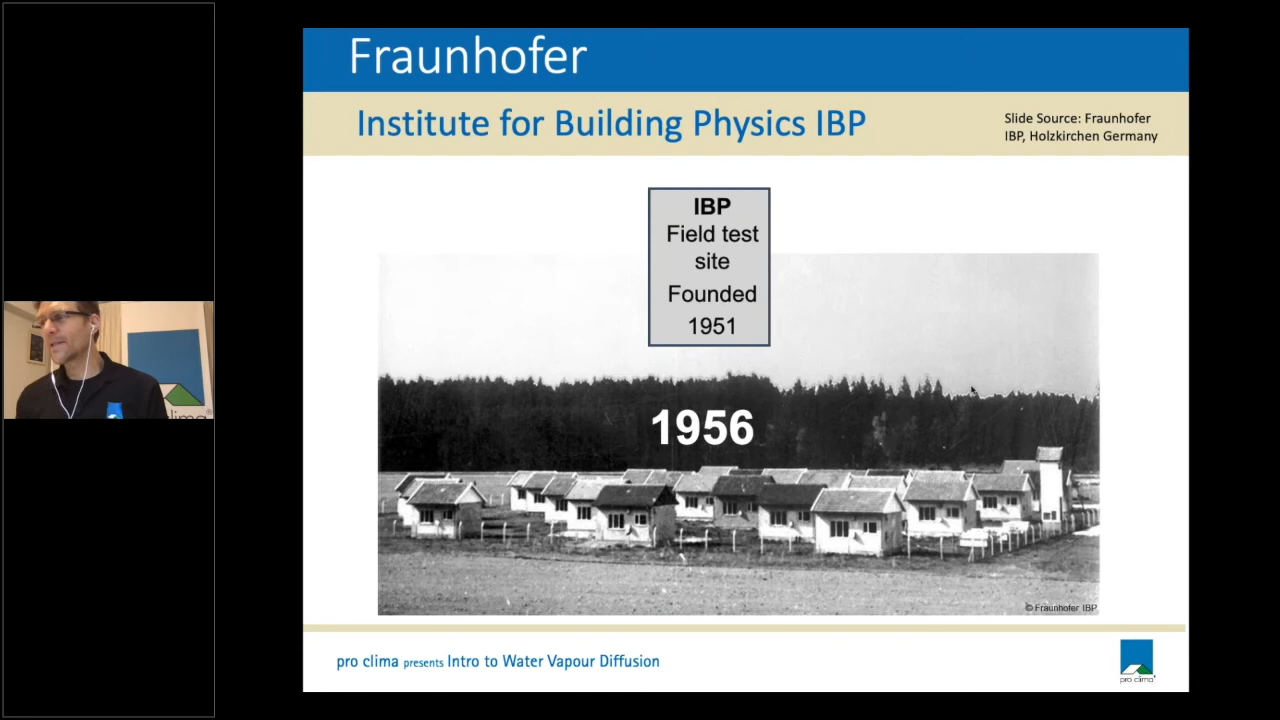 Fraunhofer
Institute for Building Physics IBP
Slide Source: Fraunhofer
IBP, Holzkirchen Germany
IBP
Field test
site
Founded
1951
1956
© Fraunhofer IBP
pro clima presents Intro to Water Vapour Diffusion
pro clima
clima®